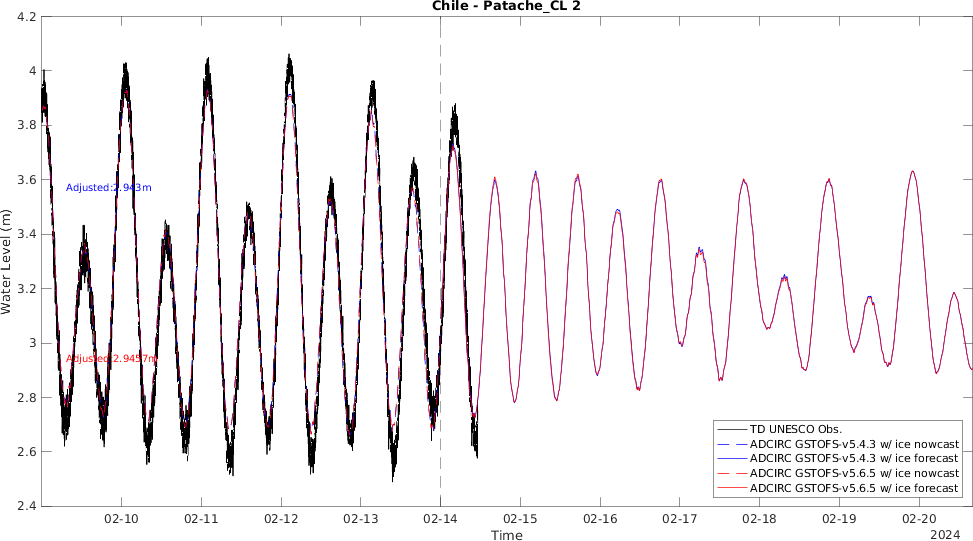 Chile - Patache_CL 2
4.2
4
3.8
3.6
3.4
3.2
3
2.8
2.6
2.4
Water Level (m)
Adjusted:2.943m
Adjusted:2.9457m
TD UNESCO Obs.
ADCIRC GSTOFS-v5.4.3 w/ ice nowcast
ADCIRC GSTOFS-v5.4.3 w/ ice forecast
ADCIRC GSTOFS-v5.6.5 w/ ice nowcast
ADCIRC GSTOFS-v5.6.5 w/ ice forecast
02-10 02-11 02-12 02-13 02-14 02-15 02-16 02-17 02-18 02-19 02-20
Time
2024